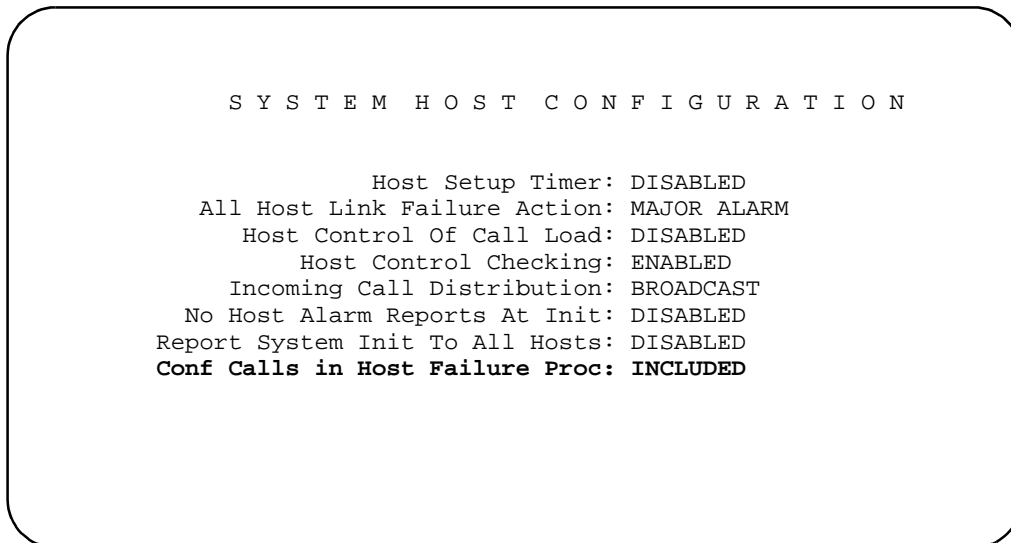 S Y S T E M  H O S T  C O N F I G U R A T I O N
Host Setup Timer: DISABLED
All Host Link Failure Action: MAJOR ALARM
Host Control Of Call Load: DISABLED
Host Control Checking: ENABLED
Incoming Call Distribution: BROADCAST
No Host Alarm Reports At Init: DISABLED
Report System Init To All Hosts: DISABLED
Conf Calls in Host Failure Proc: INCLUDED